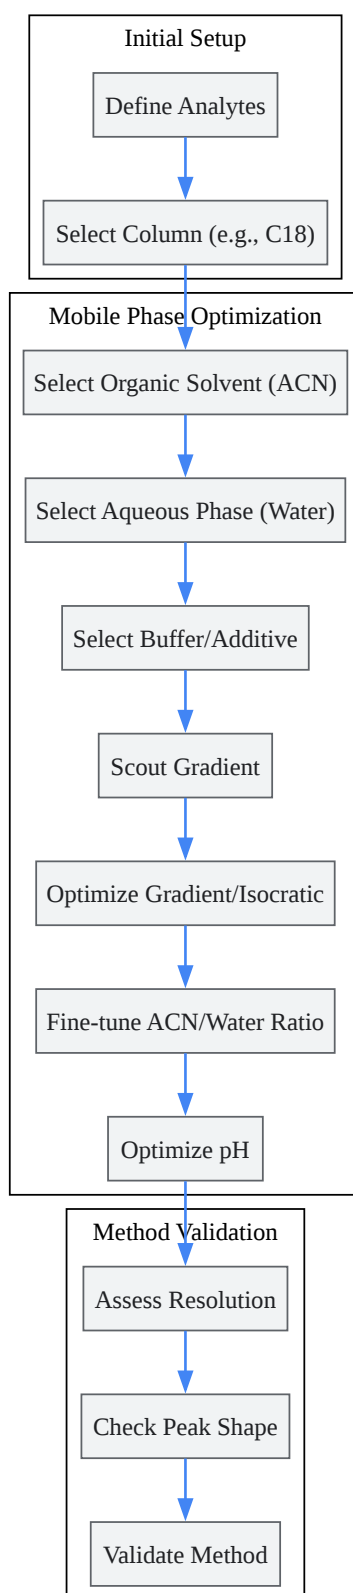 Initial Setup
Define Analytes
Select Column (e.g., C18)
Mobile Phase Optimization
Select Organic Solvent (ACN)
Select Aqueous Phase (Water)
Select Buffer/Additive
Scout Gradient
Optimize Gradient/Isocratic
Fine-tune ACN/Water Ratio
Optimize pH
Method Validation
Assess Resolution
Check Peak Shape
Validate Method